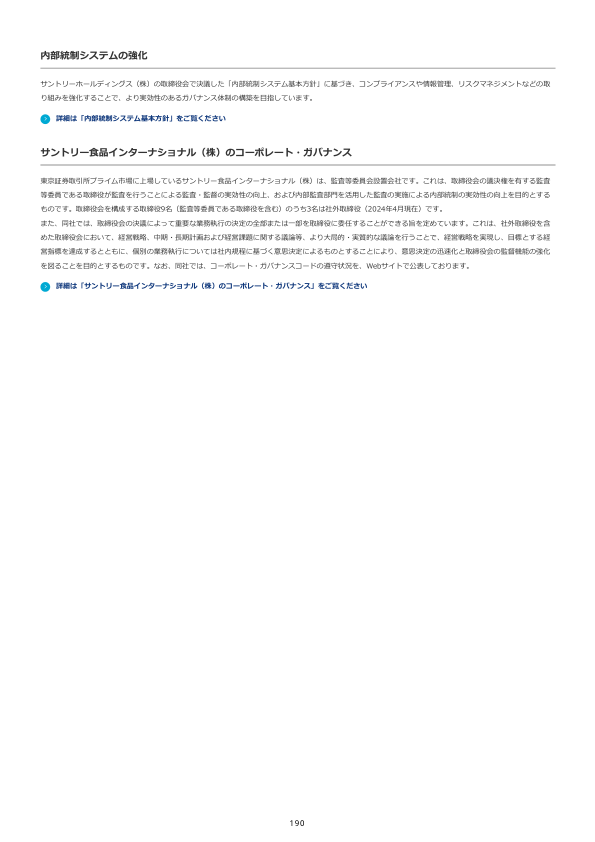 内部統制システムの強化
サントリーホールディングス（株）の取締役会で決議した「内部統制システム基本方針」に基づき、コンプライアンスや情報管理、リスクマネジメントなどの取
り組みを強化することで、より実効性のあるガバナンス体制の構築を目指しています。
詳細は「内部統制システム基本方針」をご覧ください
サントリー食品インターナショナル（株）のコーポレート・ガバナンス
東京証券取引所プライム市場に上場しているサントリー食品インターナショナル（株）は、監査等委員会設置会社です。これは、取締役会の議決権を有する監査
等委員である取締役が監査を行うことによる監査・監督の実効性の向上、および内部監査部門を活用した監査の実施による内部統制の実効性の向上を目的とする
ものです。取締役会を構成する取締役9名（監査等委員である取締役を含む）のうち3名は社外取締役（2024年4月現在）です。
また、同社では、取締役会の決議によって重要な業務執行の決定の全部または一部を取締役に委任することができる旨を定めています。これは、社外取締役を含
めた取締役会において、経営戦略、中期・長期計画および経営課題に関する議論等、より大局的・実質的な議論を行うことで、経営戦略を実現し、目標とする経
営指標を達成するとともに、個別の業務執行については社内規程に基づく意思決定によるものとすることにより、意思決定の迅速化と取締役会の監督機能の強化
を図ることを目的とするものです。なお、同社では、コーポレート・ガバナンスコードの遵守状況を、Webサイトで公表しております。
詳細は「サントリー食品インターナショナル（株）のコーポレート・ガバナンス」をご覧ください
190